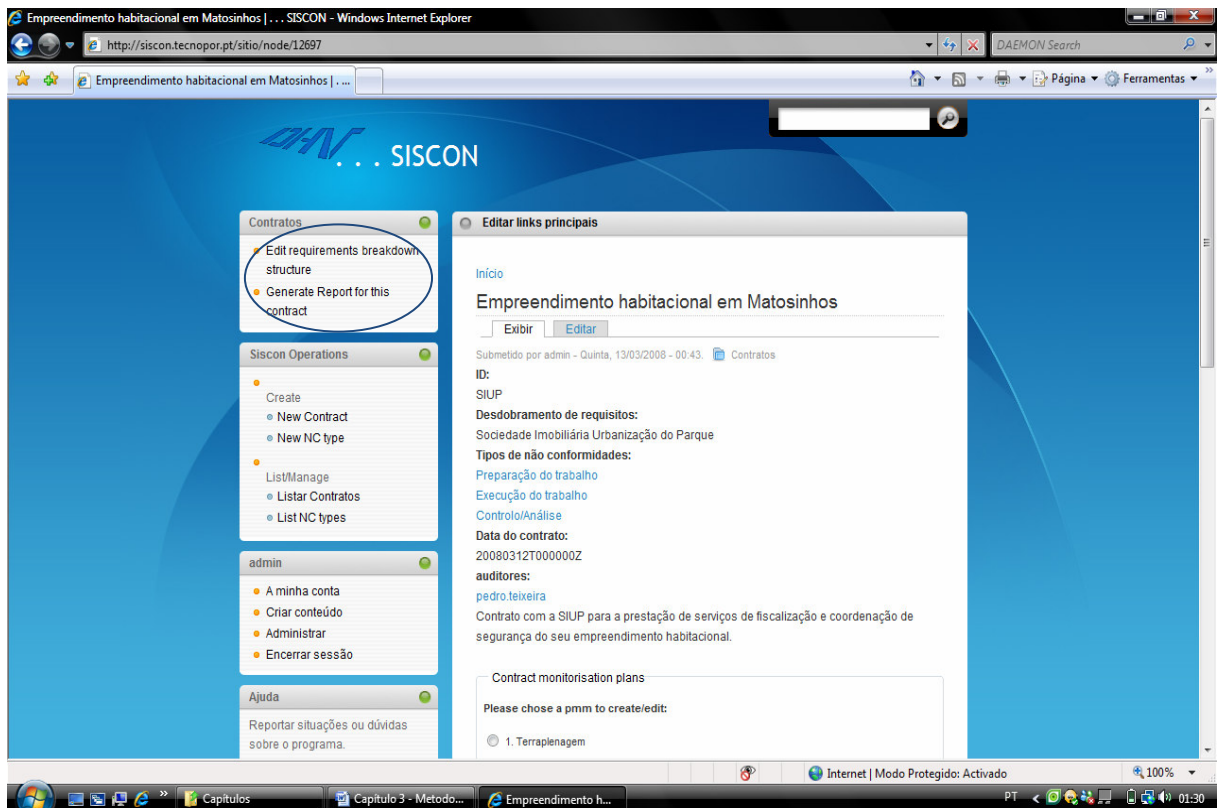 Empreendimento habitacional em Matosinhos | . . . SISCON - Windows Internet Explorer
http://siscon.tecnopor.pt/sitio/node/12697
DAEMON Search
Empreendimento habitacional em Matosinhos | . ...
Página
Ferramentas
. . . SISCON
Contratos
Edit requirements breakdown
structure
Generate Report for this
contract
Siscon Operations
Create
New Contract
New NC type
List/Manage
Listar Contratos
List NC types
admin
A minha conta
Criar conteúdo
Administrar
Encerrar sessão
Ajuda
Reportar situações ou dúvidas
sobre o programa.
Editar links principais
Início
Empreendimento habitacional em Matosinhos
Exibir Editar
Submetido por admin - Quinta, 13/03/2008 - 00:43. Contratos
ID:
SIUP
Desdobramento de requisitos:
Sociedade Imobiliária Urbanização do Parque
Tipos de não conformidades:
Preparação do trabalho
Execução do trabalho
Controlo/Análise
Data do contrato:
20080312T000000Z
auditores:
pedro.teixeira
Contrato com a SIUP para a prestação de serviços de fiscalização e coordenação de
segurança do seu empreendimento habitacional.
Contract monitorisation plans
Please chose a pmm to create/edit:
1. Terraplenagem
Internet | Modo Protegido: Activado
100%
Capítulos
Capítulo 3 - Metodo...
Empreendimento h...
PT
01:30